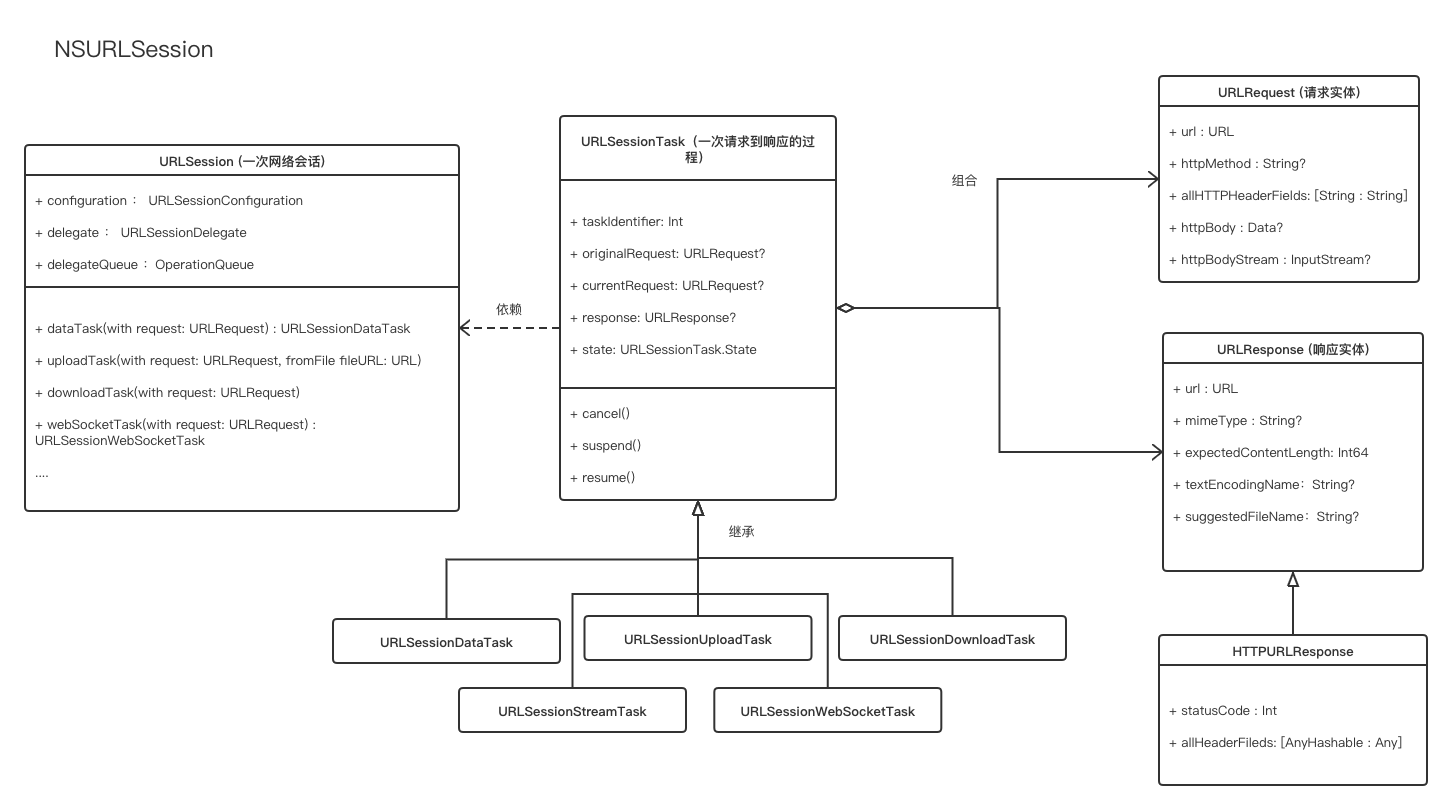 NSURLSession
URLSession (一次网络会话)
+ configuration： URLSessionConfiguration
+ delegate： URLSessionDelegate
+ delegateQueue：OperationQueue
+ dataTask(with request: URLRequest) : URLSessionDataTask
+ uploadTask(with request: URLRequest, fromFile fileURL: URL)
+ downloadTask(with request: URLRequest)
+ webSocketTask(with request: URLRequest) :
URLSessionWebSocketTask
....
依赖
URLSessionTask（一次请求到响应的过
程）
+ taskIdentifier: Int
+ originalRequest: URLRequest?
+ currentRequest: URLRequest?
+ response: URLResponse?
+ state: URLSessionTask.State
+ cancel()
+ suspend()
+ resume()
继承
组合
URLRequest (请求实体)
+ url : URL
+ httpMethod : String?
+ allHTTPHeaderFields: [String : String]
+ httpBody : Data?
+ httpBodyStream : InputStream?
URLResponse (响应实体)
+ url : URL
+ mimeType : String?
+ expectedContentLength: Int64
+ textEncodingName：String?
+ suggestedFileName：String?
URLSessionDataTask
URLSessionUploadTask
URLSessionDownloadTask
URLSessionStreamTask
URLSessionWebSocketTask
HTTPURLResponse
+ statusCode : Int
+ allHeaderFileds: [AnyHashable : Any]